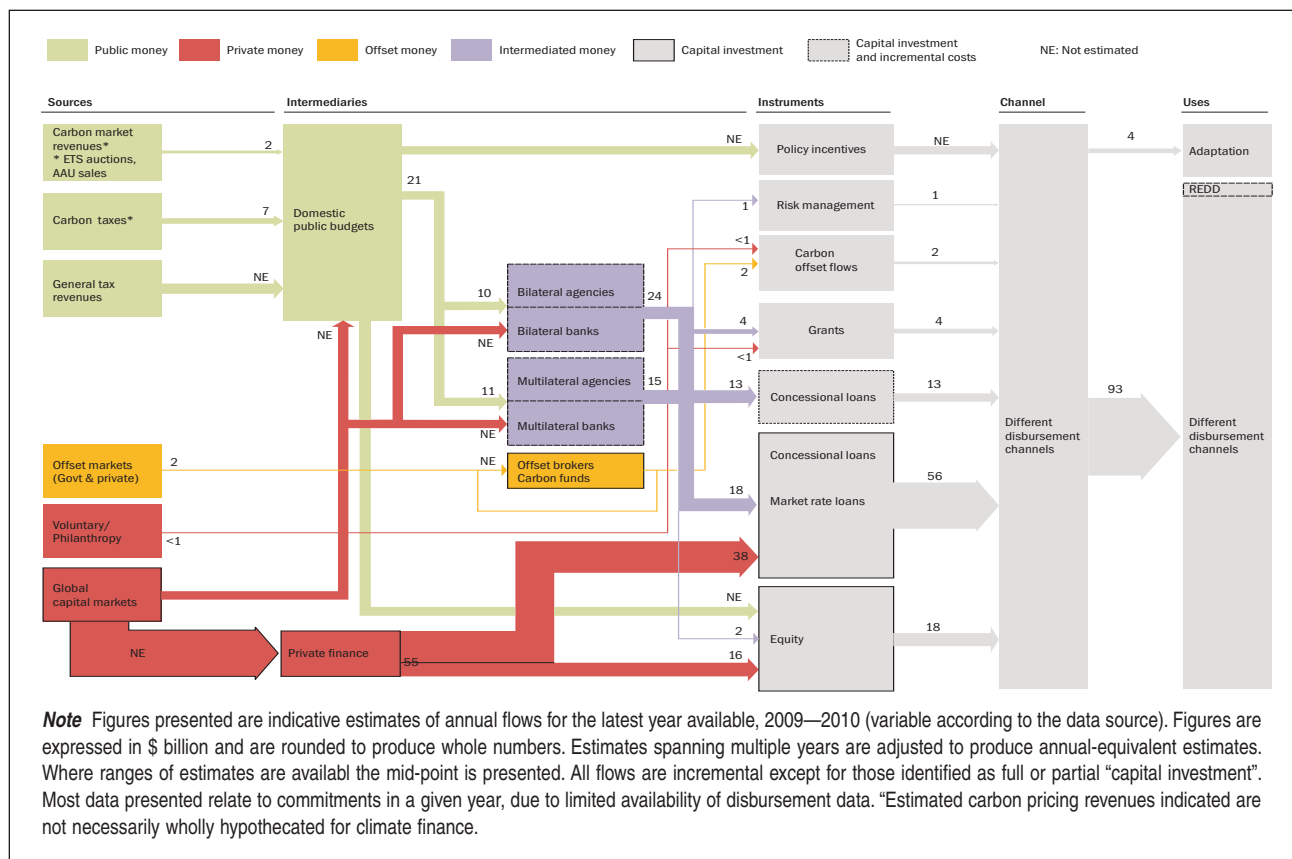 Public money
Private money
Offset money
Intermediated money
Capital investment
Capital investment
and incremental costs
NE: Not estimated
Sources
Intermediaries
Instruments
Channel
Uses
Carbon market
revenues*
* ETS auctions,
AAU sales
2
Carbon taxes*
7
General tax
revenues
NE
Domestic
public budgets
21
NE
10
Bilateral agencies
24
Bilateral banks
NE
NE
11
Multilateral agencies
15
Multilateral banks
NE
Offset markets
(Govt & private)
2
NE
Offset brokers
Carbon funds
Voluntary/
Philanthropy
<1
Global
capital markets
NE
Private finance
55
NE
Policy incentives
NE
1
Risk management
1
<1
Carbon
offset flows
2
2
4
Grants
4
<1
13
Concessional loans
13
Concessional loans
18
Market rate loans
56
38
NE
2
Equity
18
16
Different
disbursement
channels
4
93
Adaptation
REDD
Different
disbursement
channels
Note Figures presented are indicative estimates of annual flows for the latest year available, 2009—2010 (variable according to the data source). Figures are
expressed in $ billion and are rounded to produce whole numbers. Estimates spanning multiple years are adjusted to produce annual-equivalent estimates.
Where ranges of estimates are availabl the mid-point is presented. All flows are incremental except for those identified as full or partial “capital investment”.
Most data presented relate to commitments in a given year, due to limited availability of disbursement data. “Estimated carbon pricing revenues indicated are
not necessarily wholly hypothecated for climate finance.